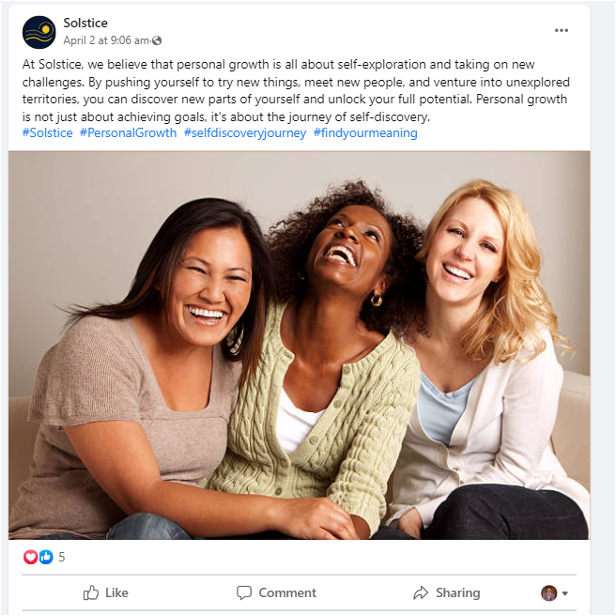 Solstice
April 2 at 9:06 am·
At Solstice, we believe that personal growth is all about self-exploration and taking on new
challenges. By pushing yourself to try new things, meet new people, and venture into unexplored
territories, you can discover new parts of yourself and unlock your full potential. Personal growth
is not just about achieving goals, it's about the journey of self-discovery.
#Solstice #PersonalGrowth #selfdiscoveryjourney #findyourmeaning
5
Like Comment Sharing